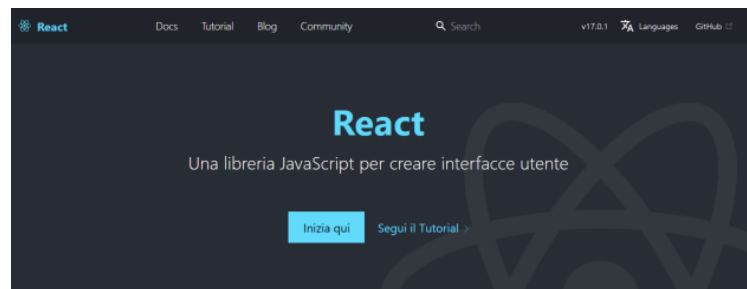 React Docs Tutorial Blog Community Search v17.0.1 Languages GitHub
React
Una libreria JavaScript per creare interfacce utente
Inizia qui Segui il Tutorial >